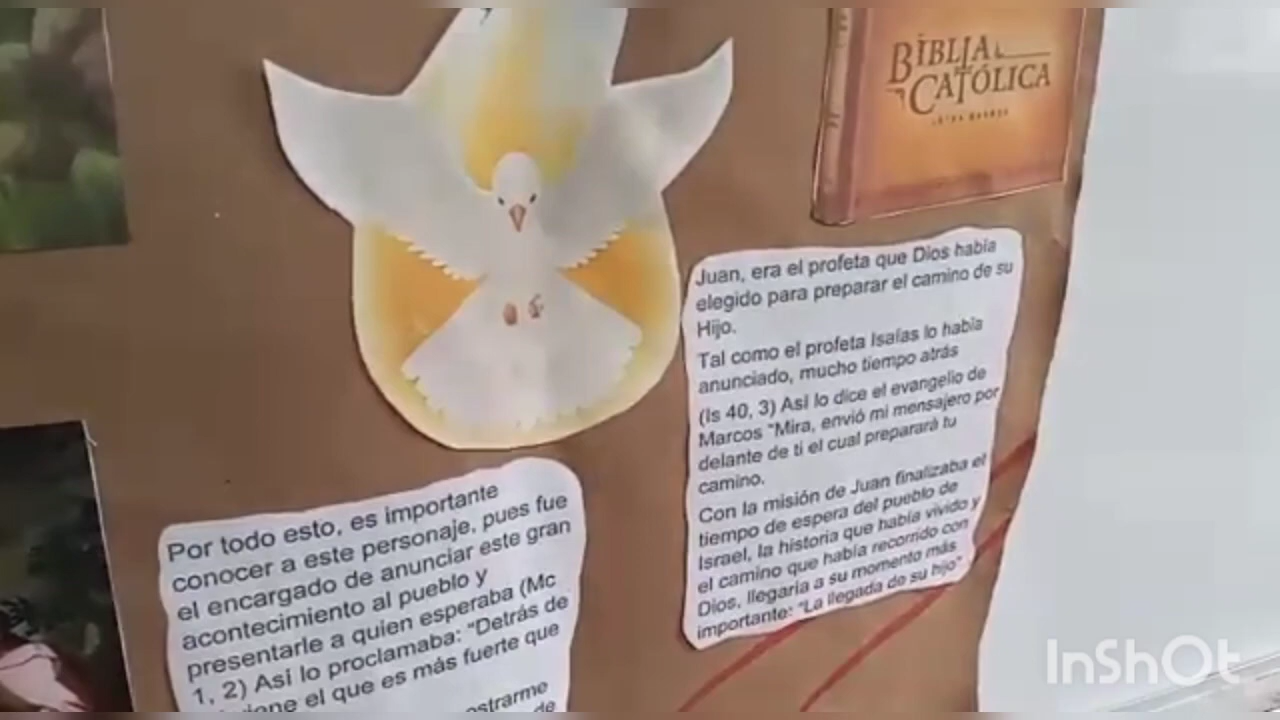 BIBLIA
CATÓLICA
Juan, era el profeta que Dios había
elegido para preparar el camino de su
Hijo.
Tal como el profeta Isaías lo había
anunciado, mucho tiempo atrás
(Is 40, 3) Así lo dice el evangelio de
Marcos "Mira, envió mi mensajero por
delante de ti el cual preparará tu
camino.
Con la misión de Juan finalizaba el
tiempo de espera del pueblo de
Israel, la historia que había vivido y
el camino que había recorrido con
Dios, llegaría a su momento más
importante: "La llegada de su hijo"
Por todo esto, es importante
conocer a este personaje, pues fue
el encargado de anunciar este gran
acontecimiento al pueblo y
presentarle a quien esperaba (Mc
1, 2) Así lo proclamaba: "Detrás de
el que es más fuerte que
de
InShOt